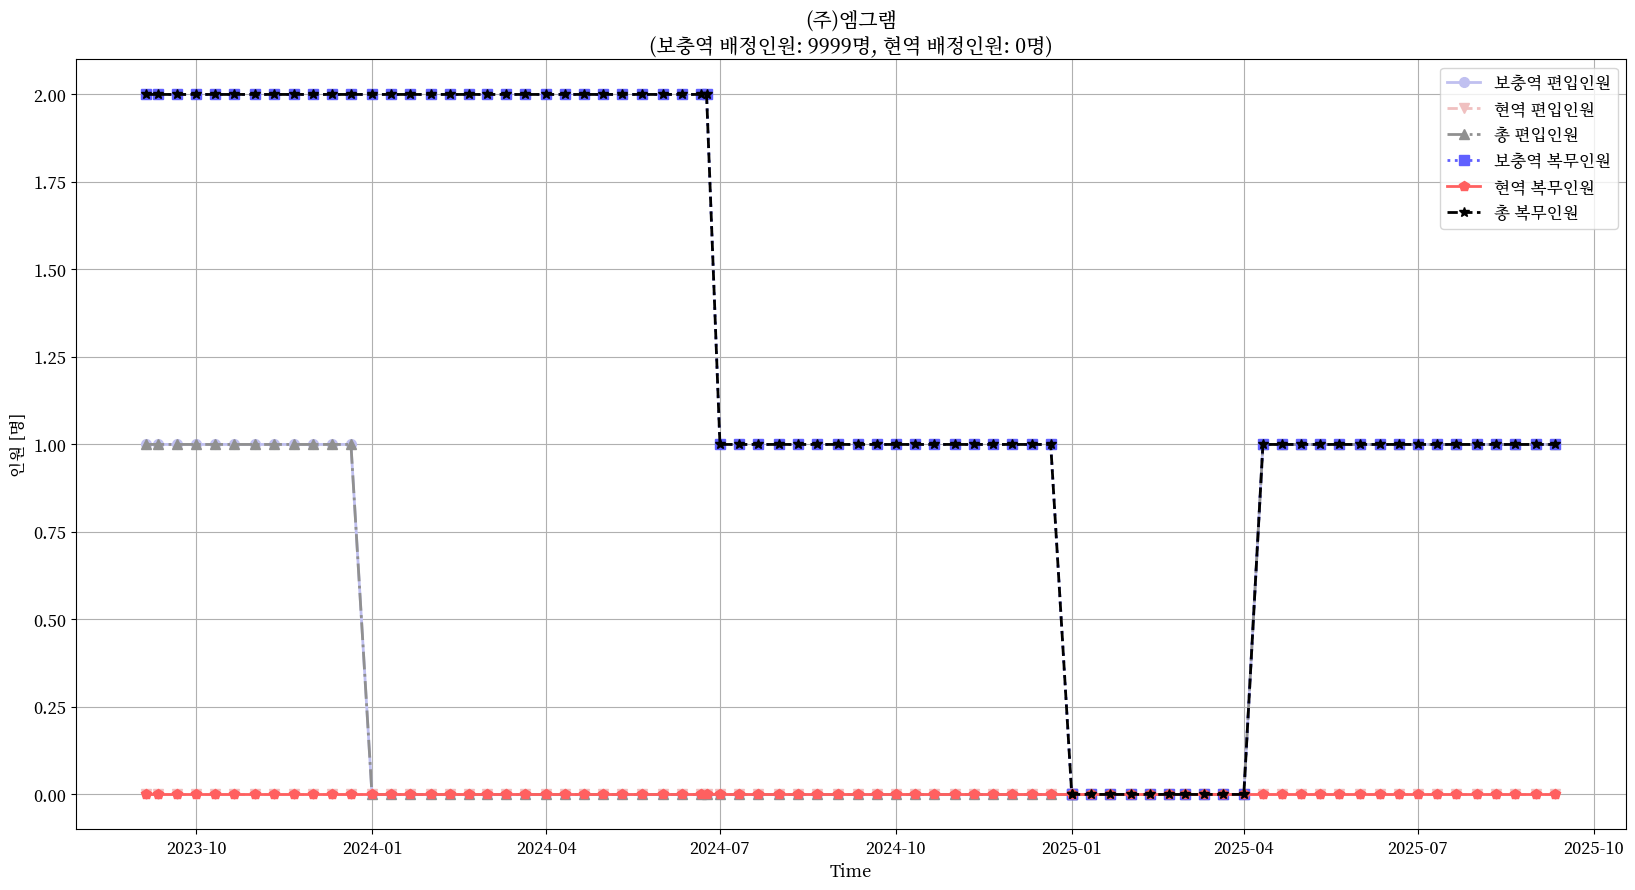 (주)엠그램
(보충역 배정인원: 9999명, 현역 배정인원: 0명)
보충역 편입인원
현역 편입인원
총 편입인원
보충역 복무인원
현역 복무인원
총 복무인원
2.00
1.75
1.50
1.25
1.00
0.75
0.50
0.25
0.00
인원 [명]
2023-10 2024-01 2024-04 2024-07 2024-10 2025-01 2025-04 2025-07 2025-10
Time